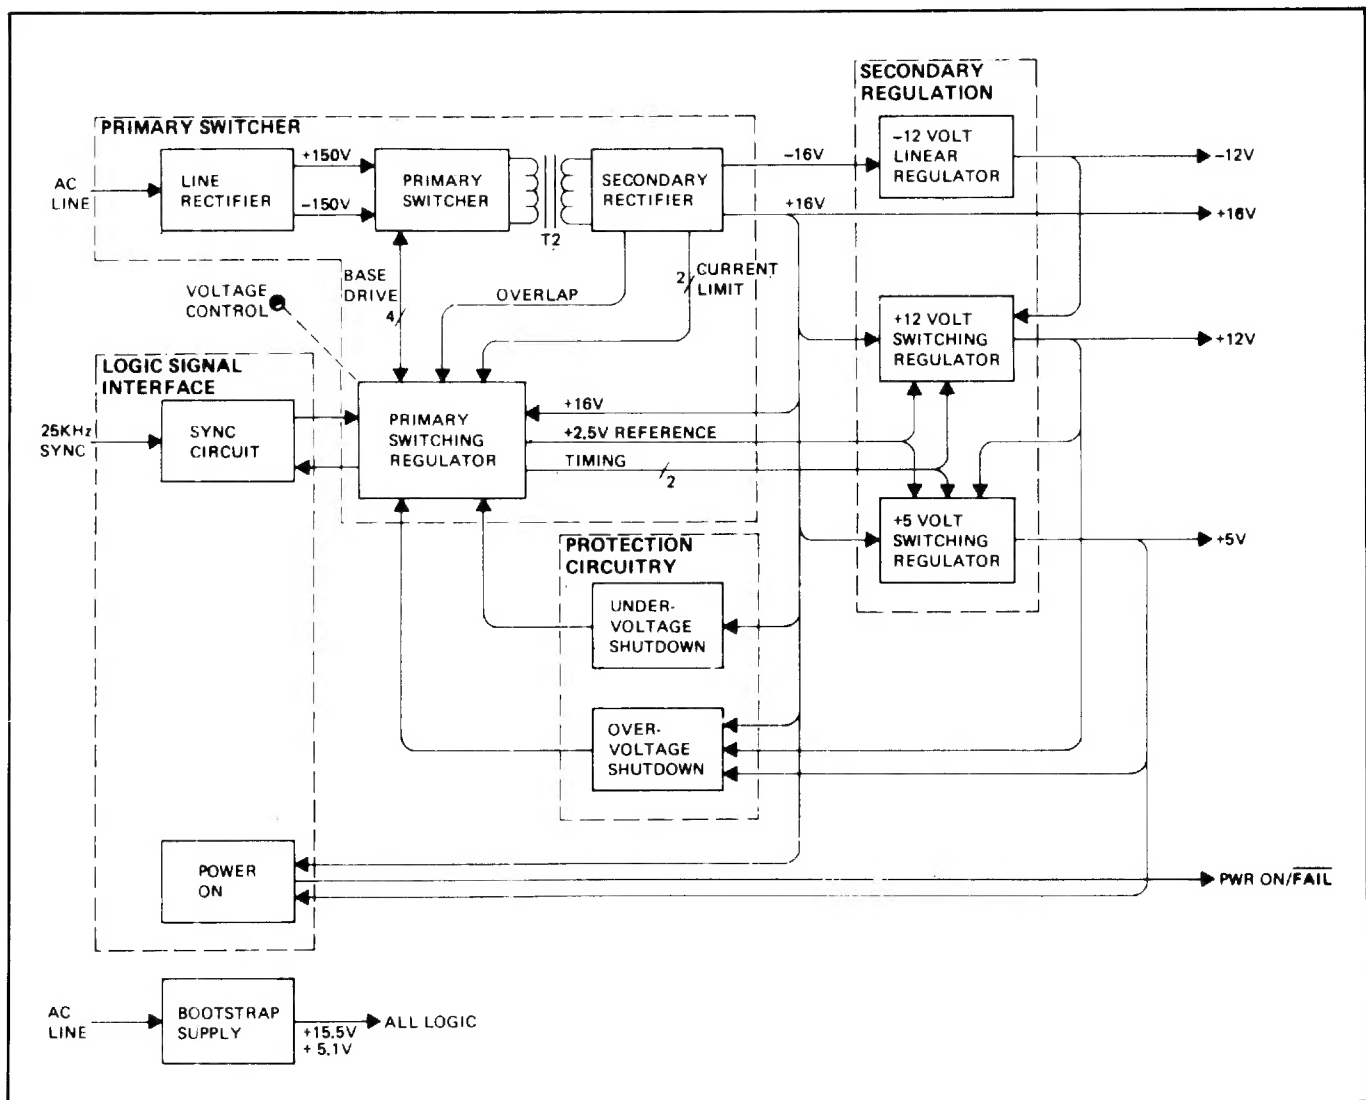 PRIMARY SWITCHER
SECONDARY
REGULATION
AC
LINE
LINE
RECTIFIER
+150V
-150V
PRIMARY
SWITCHER
T2
SECONDARY
RECTIFIER
-16V
+16V
-12 VOLT
LINEAR
REGULATOR
-12V
+16V
VOLTAGE
CONTROL
BASE
DRIVE
4
OVERLAP
2
CURRENT
LIMIT
+12 VOLT
SWITCHING
REGULATOR
+12V
LOGIC SIGNAL
INTERFACE
25KHz
SYNC
SYNC
CIRCUIT
PRIMARY
SWITCHING
REGULATOR
+16V
+2.5V REFERENCE
TIMING
2
+5 VOLT
SWITCHING
REGULATOR
+5V
PROTECTION
CIRCUITRY
UNDER-
VOLTAGE
SHUTDOWN
OVER-
VOLTAGE
SHUTDOWN
POWER
ON
PWR ON/FAIL
AC
LINE
BOOTSTRAP
SUPPLY
+15.5V
+ 5.1V
ALL LOGIC